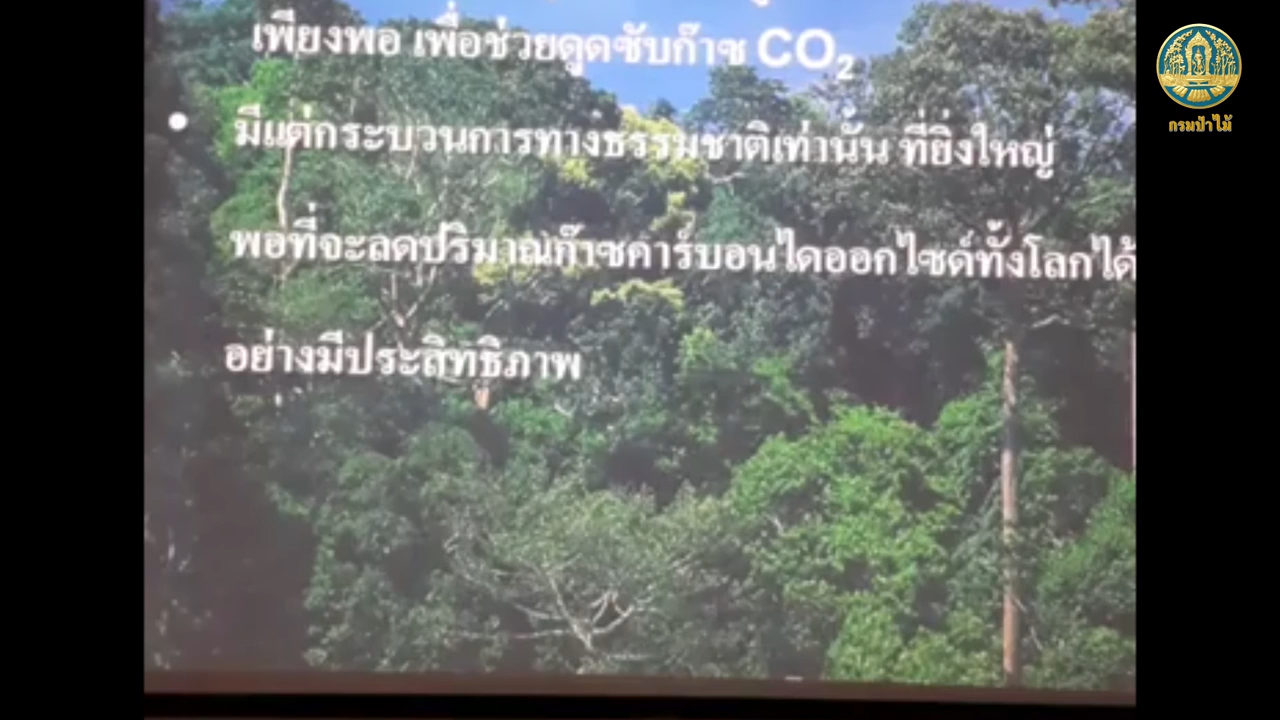 เพียงพอ เพื่อช่วยดูดซับก๊าซ CO₂
• มีแต่กระบวนการทางธรรมชาติเท่านั้น ที่ยิ่งใหญ่
พอที่จะลดปริมาณก๊าซคาร์บอนไดออกไซด์ทั้งโลกได้
อย่างมีประสิทธิภาพ
กรมป่าไม้